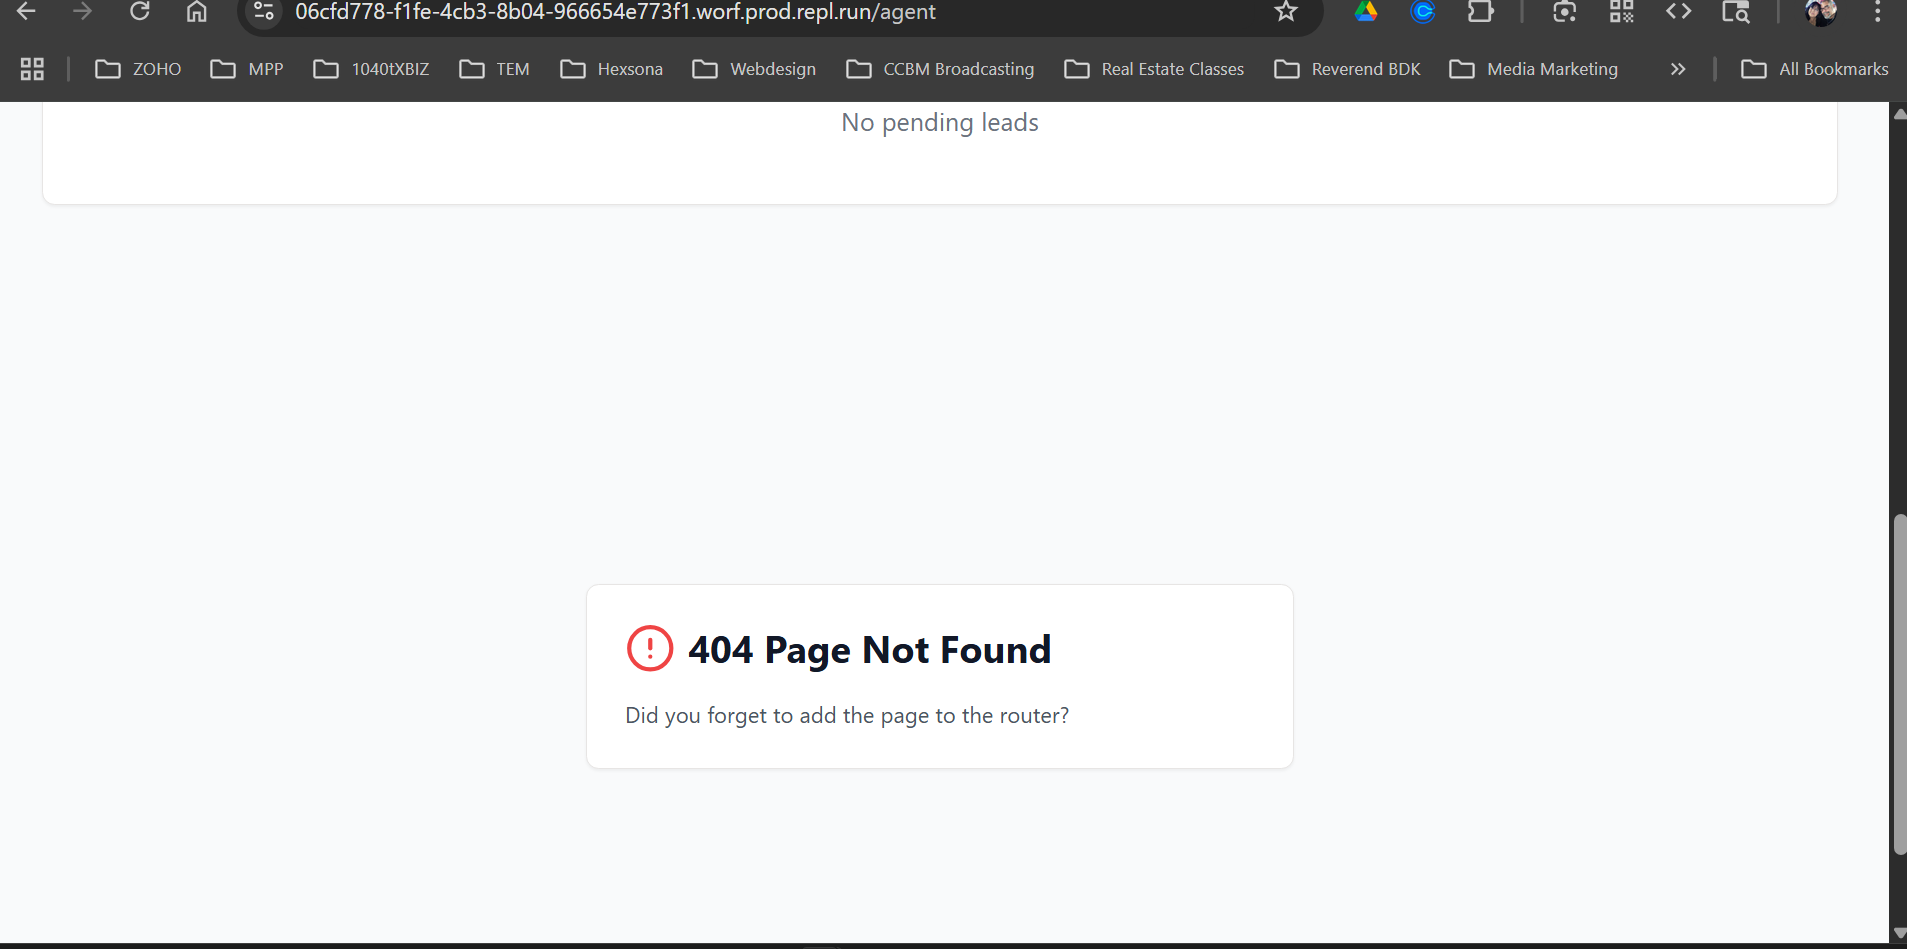 06cfd778-f1fe-4cb3-8b04-966654e773f1.worf.prod.repl.run/agent
ZOHO MPP 1040tXBIZ TEM Hexsona Webdesign CCBM Broadcasting Real Estate Classes Reverend BDK Media Marketing All Bookmarks
No pending leads
404 Page Not Found
Did you forget to add the page to the router?